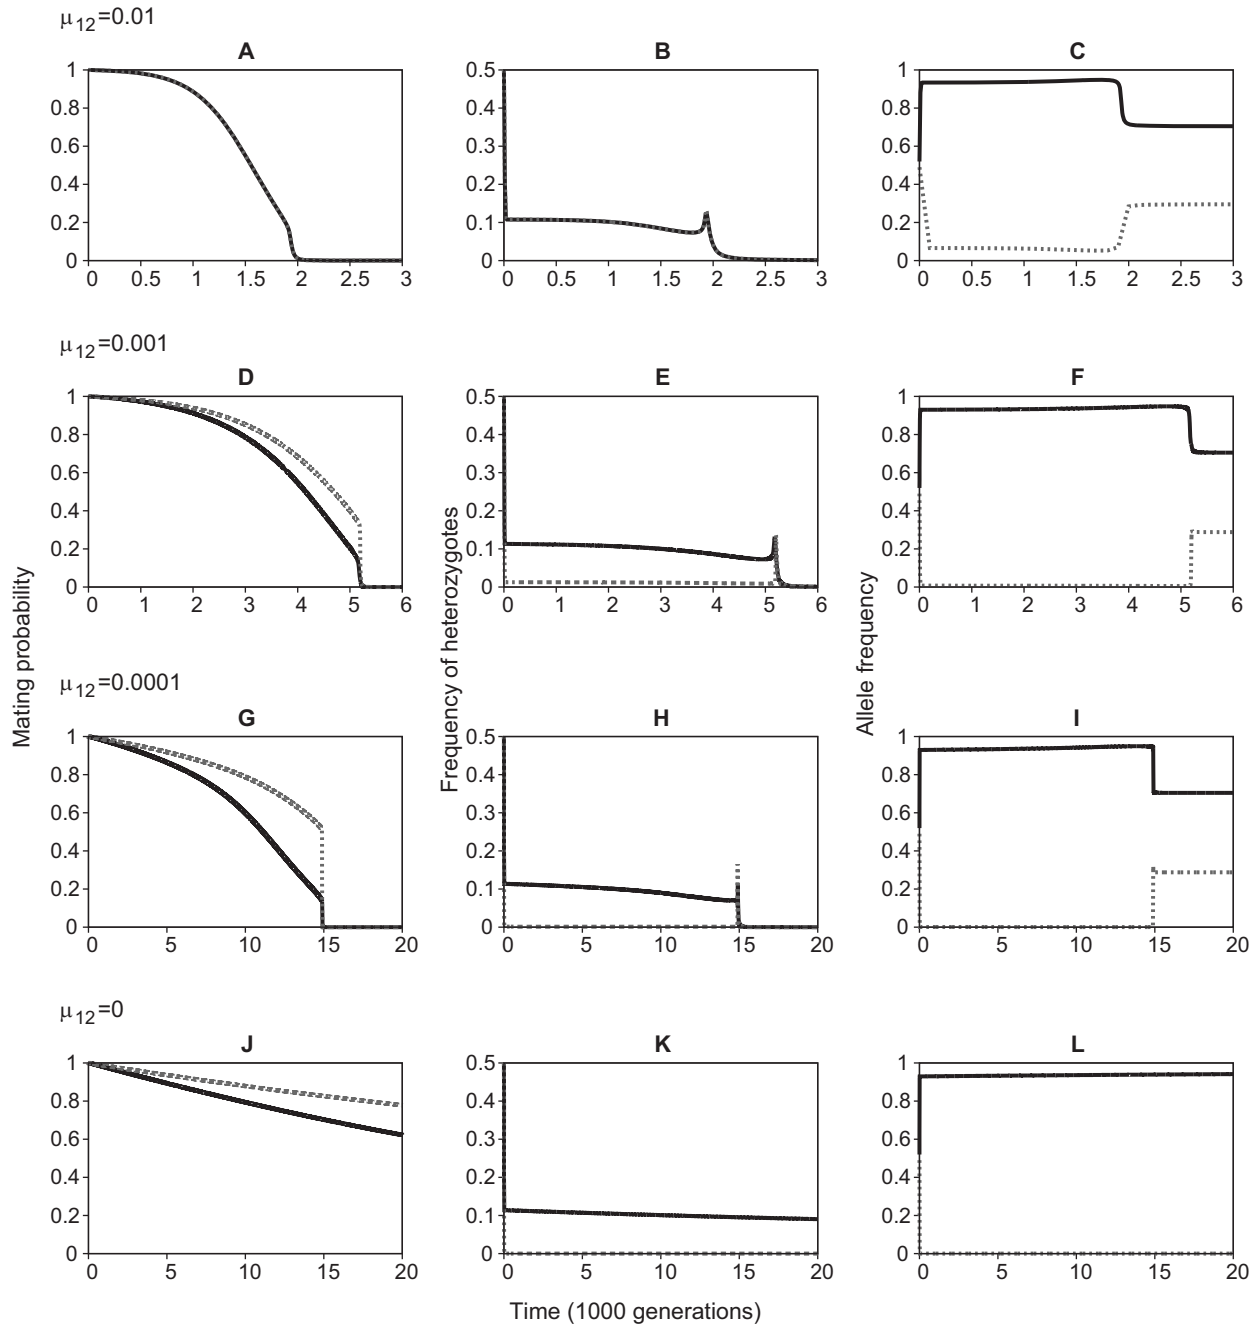 μ12=0.01
A
B
C
1
0.8
0.6
0.4
0.2
0
0 0.5 1 1.5 2 2.5 3
0.5
0.4
0.3
0.2
0.1
0
0 0.5 1 1.5 2 2.5 3
1
0.8
0.6
0.4
0.2
0
0 0.5 1 1.5 2 2.5 3
μ12=0.001
D
E
F
1
0.8
0.6
0.4
0.2
0
0 1 2 3 4 5 6
0.5
0.4
0.3
0.2
0.1
0
0 1 2 3 4 5 6
1
0.8
0.6
0.4
0.2
0
0 1 2 3 4 5 6
Mating probability
Frequency of heterozygotes
Allele frequency
μ12=0.0001
G
H
I
1
0.8
0.6
0.4
0.2
0
0 5 10 15 20
0.5
0.4
0.3
0.2
0.1
0
0 5 10 15 20
1
0.8
0.6
0.4
0.2
0
0 5 10 15 20
μ12=0
J
K
L
1
0.8
0.6
0.4
0.2
0
0 5 10 15 20
0.5
0.4
0.3
0.2
0.1
0
0 5 10 15 20
1
0.8
0.6
0.4
0.2
0
0 5 10 15 20
Time (1000 generations)